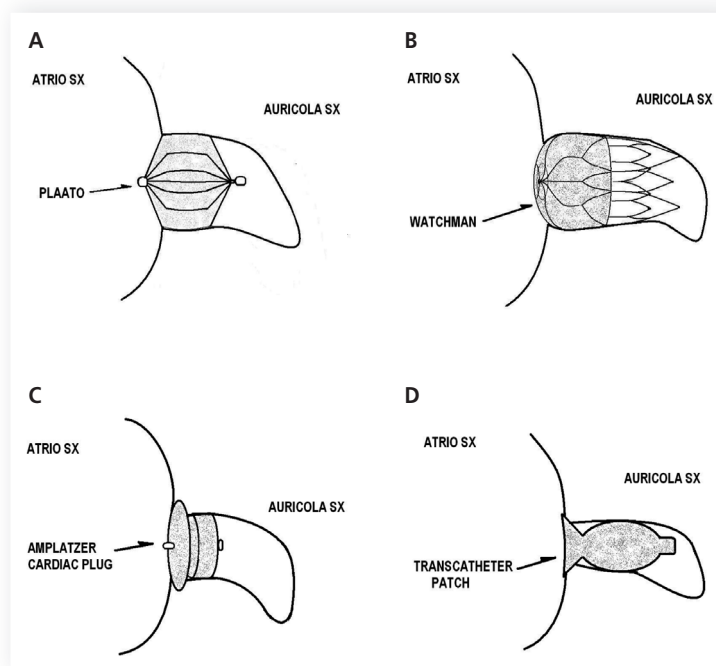 A
ATRIO SX
AURICOLA SX
PLAATO
B
ATRIO SX
AURICOLA SX
WATCHMAN
C
ATRIO SX
AURICOLA SX
AMPLATZER
CARDIAC PLUG
D
ATRIO SX
AURICOLA SX
TRANSCATHETER
PATCH